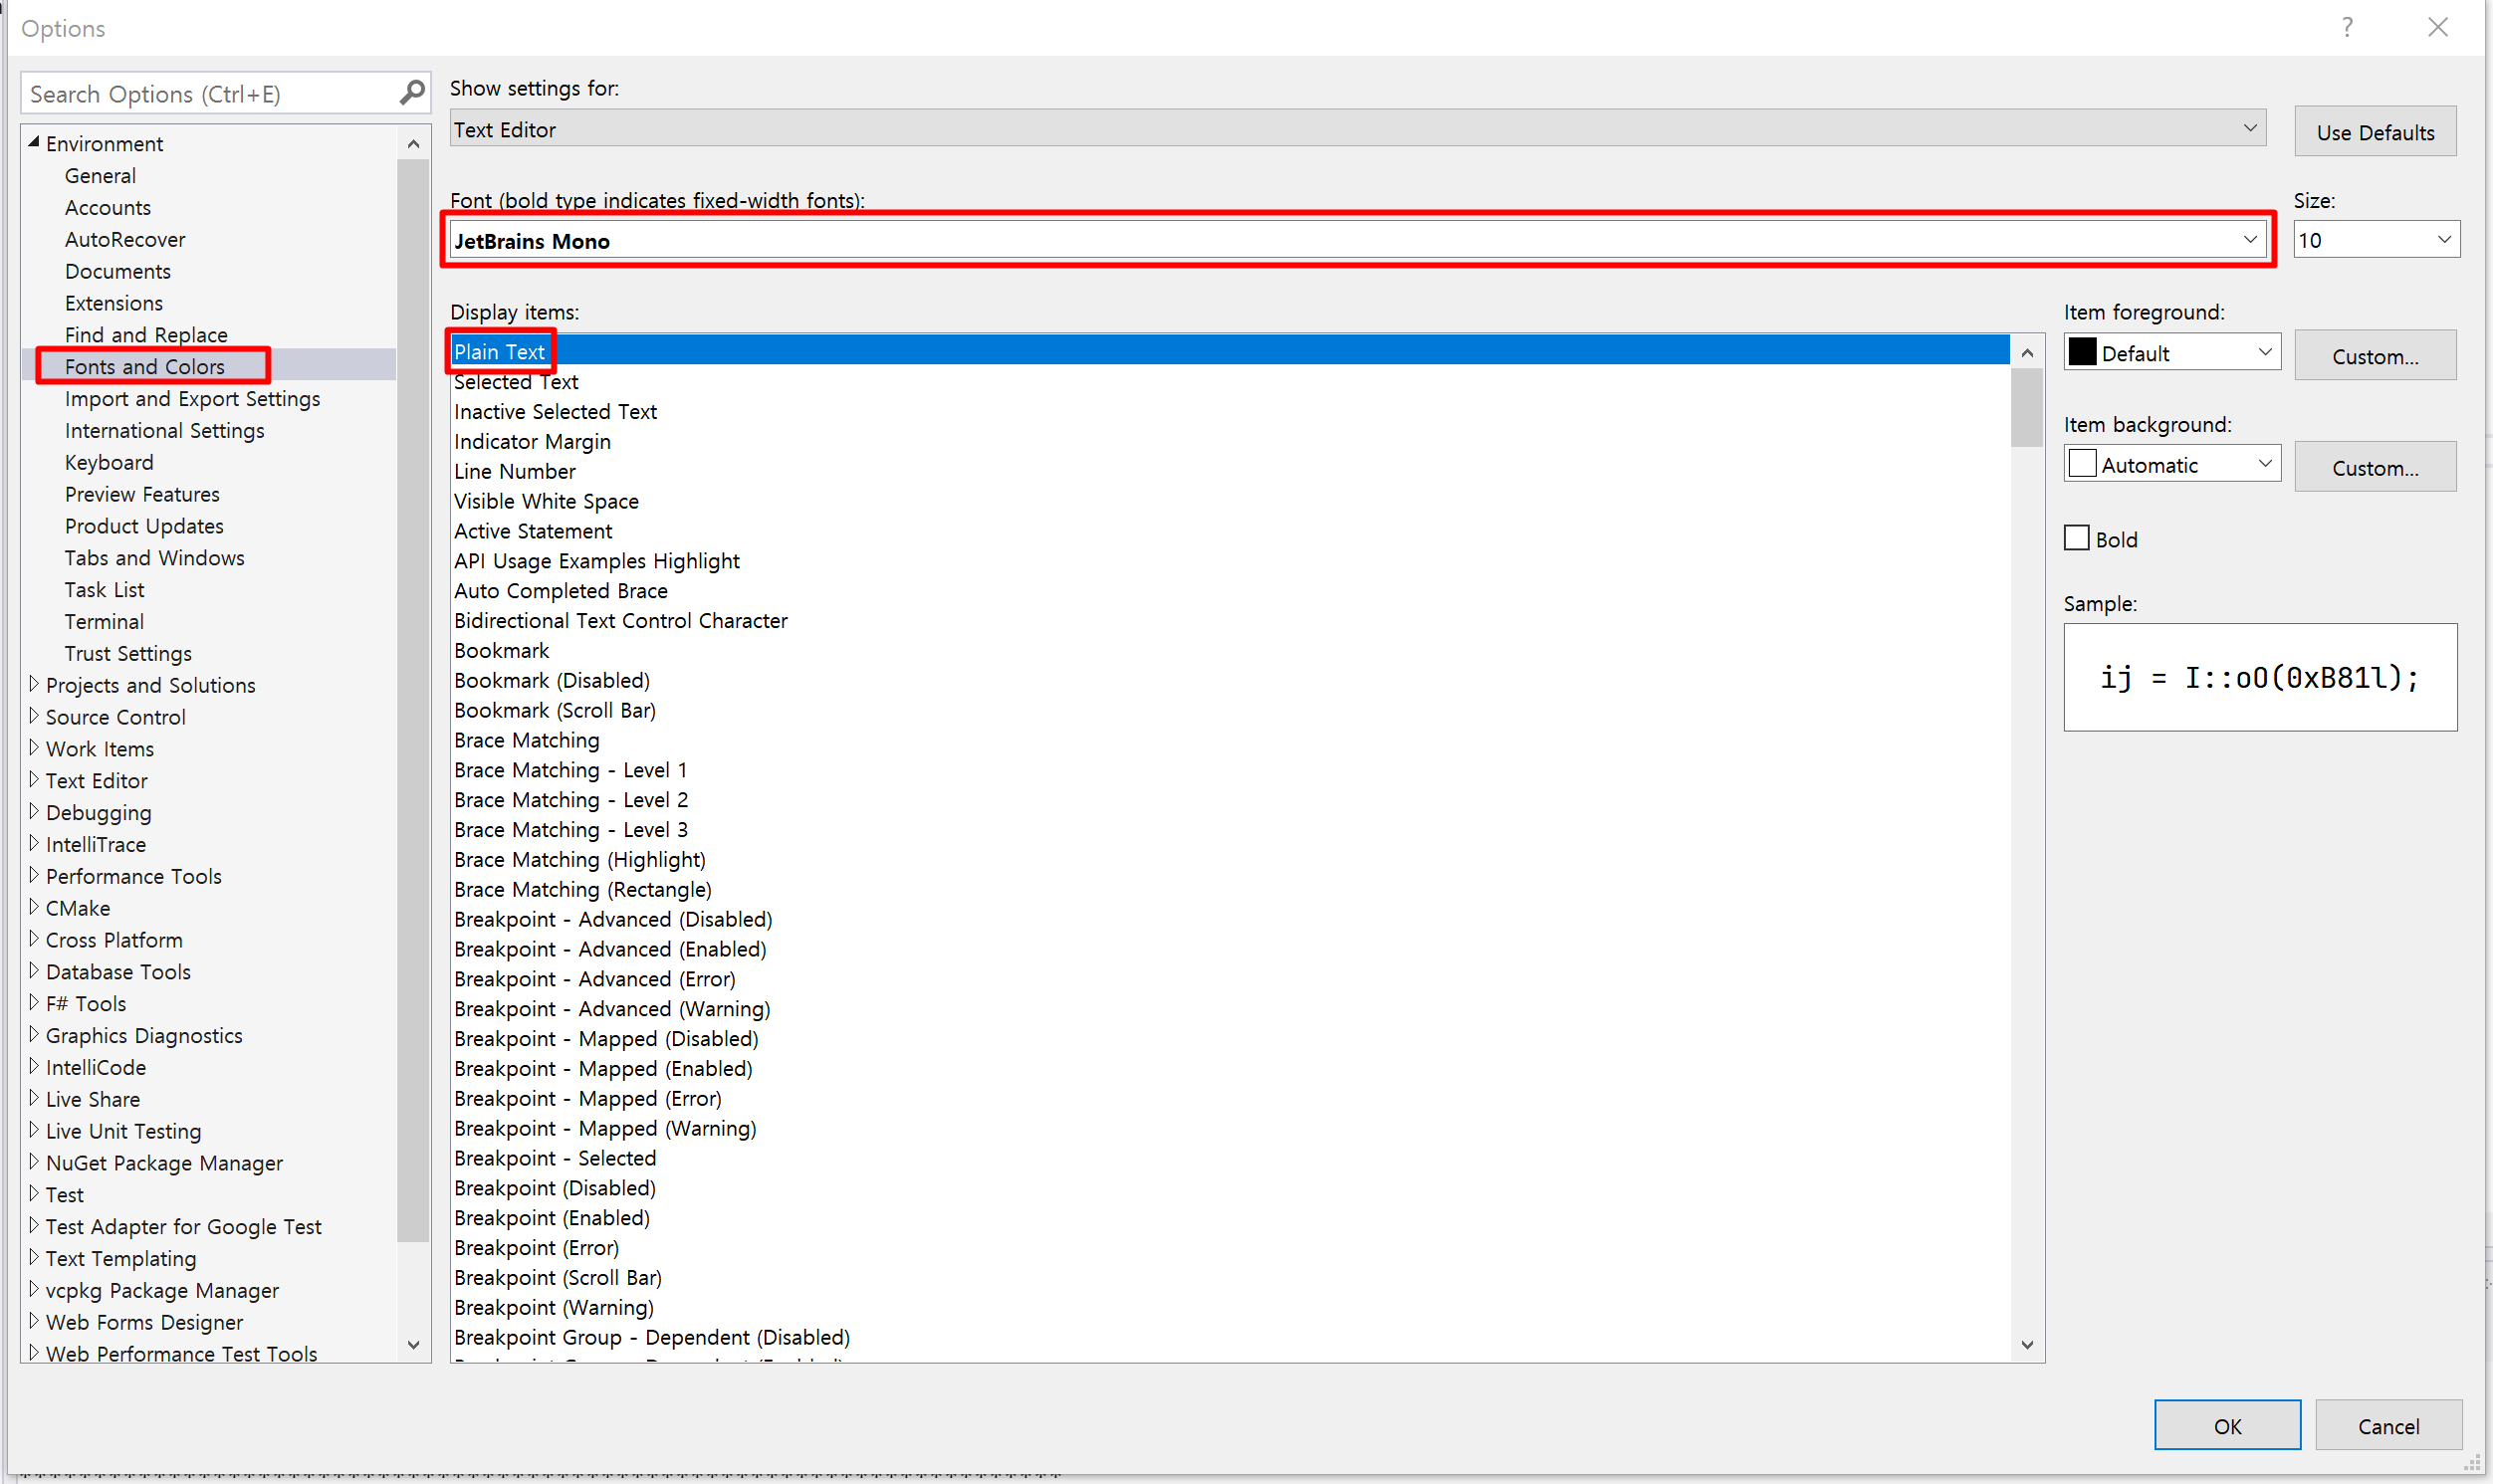 Options
?
Search Options (Ctrl+E)
Environment
General
Accounts
AutoRecover
Documents
Extensions
Find and Replace
Fonts and Colors
Import and Export Settings
International Settings
Keyboard
Preview Features
Product Updates
Tabs and Windows
Task List
Terminal
Trust Settings
Projects and Solutions
Source Control
Work Items
Text Editor
Debugging
IntelliTrace
Performance Tools
CMake
Cross Platform
Database Tools
F# Tools
Graphics Diagnostics
IntelliCode
Live Share
Live Unit Testing
NuGet Package Manager
Test
Test Adapter for Google Test
Text Templating
vcpkg Package Manager
Web Forms Designer
Web Performance Test Tools
Show settings for:
Text Editor
Use Defaults
Font (bold type indicates fixed-width fonts):
Size:
JetBrains Mono
10
Display items:
Plain Text
Selected Text
Inactive Selected Text
Indicator Margin
Line Number
Visible White Space
Active Statement
API Usage Examples Highlight
Auto Completed Brace
Bidirectional Text Control Character
Bookmark
Bookmark (Disabled)
Bookmark (Scroll Bar)
Brace Matching
Brace Matching - Level 1
Brace Matching - Level 2
Brace Matching - Level 3
Brace Matching (Highlight)
Brace Matching (Rectangle)
Breakpoint - Advanced (Disabled)
Breakpoint - Advanced (Enabled)
Breakpoint - Advanced (Error)
Breakpoint - Advanced (Warning)
Breakpoint - Mapped (Disabled)
Breakpoint - Mapped (Enabled)
Breakpoint - Mapped (Error)
Breakpoint - Mapped (Warning)
Breakpoint - Selected
Breakpoint (Disabled)
Breakpoint (Enabled)
Breakpoint (Error)
Breakpoint (Scroll Bar)
Breakpoint (Warning)
Breakpoint Group - Dependent (Disabled)
Item foreground:
Default
Custom...
Item background:
Automatic
Custom...
Bold
Sample:
ij = I::oO(0xB81l);
OK
Cancel